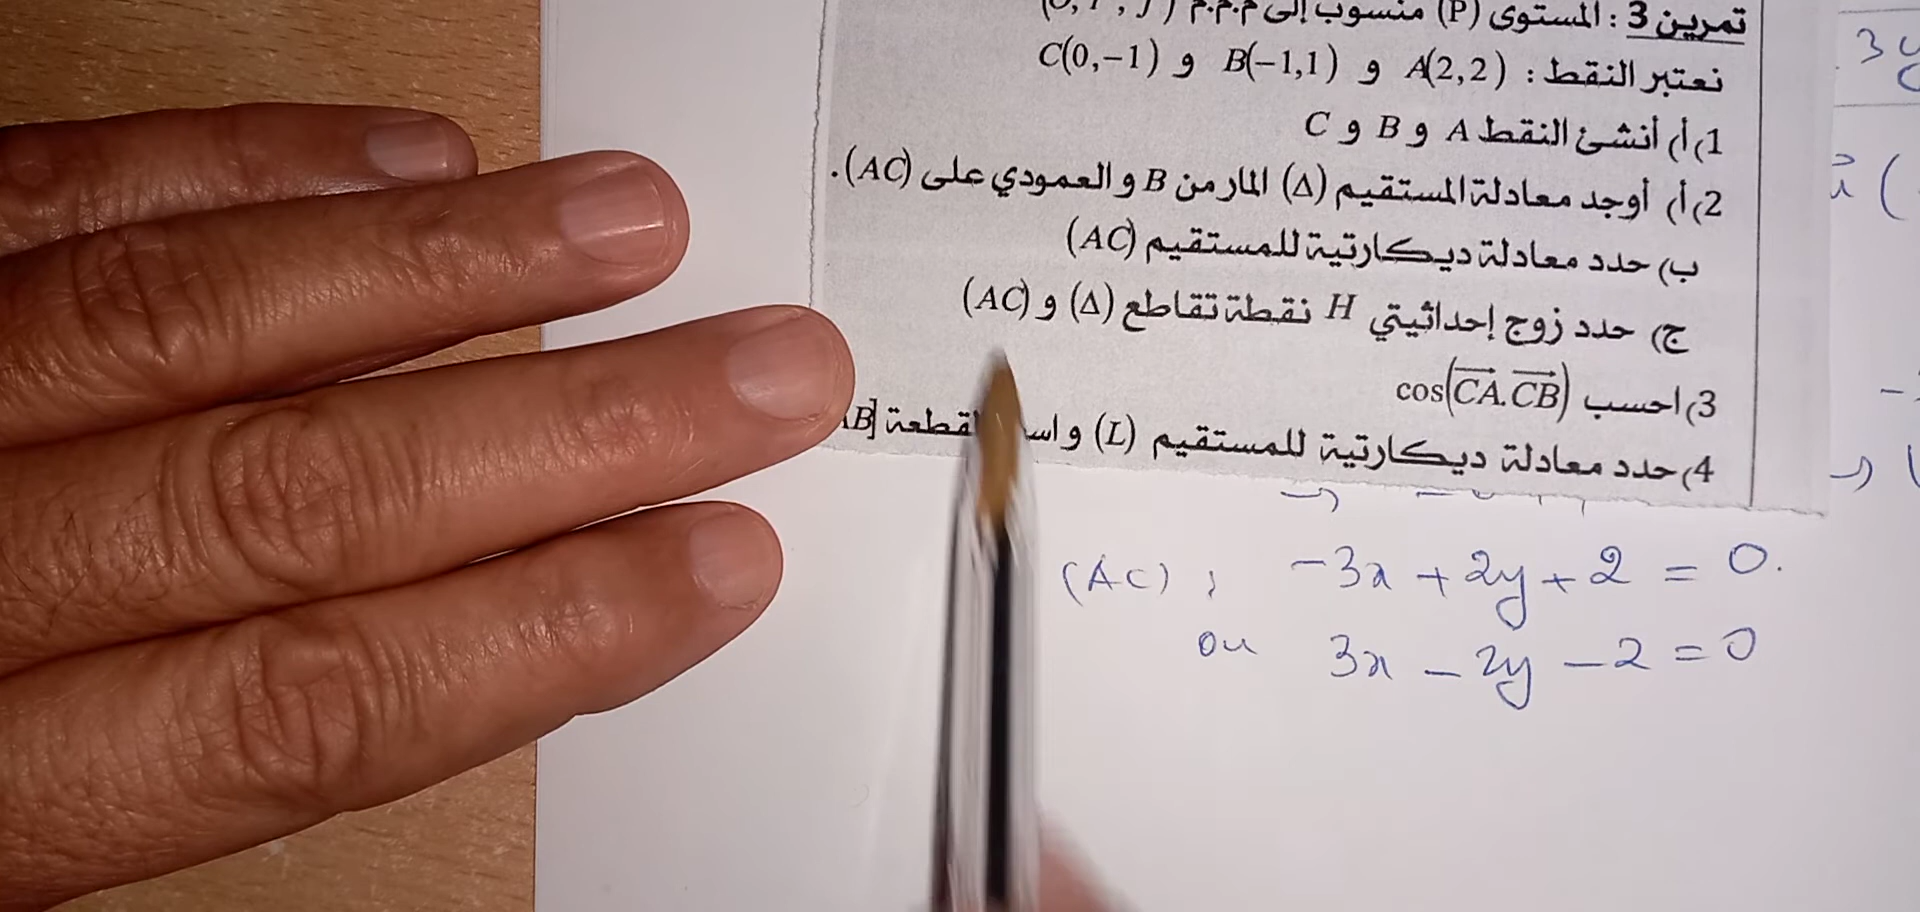 تمرين 3 : المستوى (P) منسوب إلى م.م.م
نعتبر النقط : A(2,2) و B(−1,1) و C(0,−1)
1) أ) أنشئ النقط A و B و C
2) أ) أوجد معادلة المستقيم (Δ) المار من B و العمودي على (AC).
ب) حدد معادلة ديكارتية للمستقيم (AC)
ج) حدد زوج إحداثيتي H نقطة تقاطع (Δ) و (AC)
3) احسب cos(CA.CB)
4) حدد معادلة ديكارتية للمستقيم (L)
(AC) ; -3x + 2y + 2 = 0.
ou 3x - 2y - 2 = 0